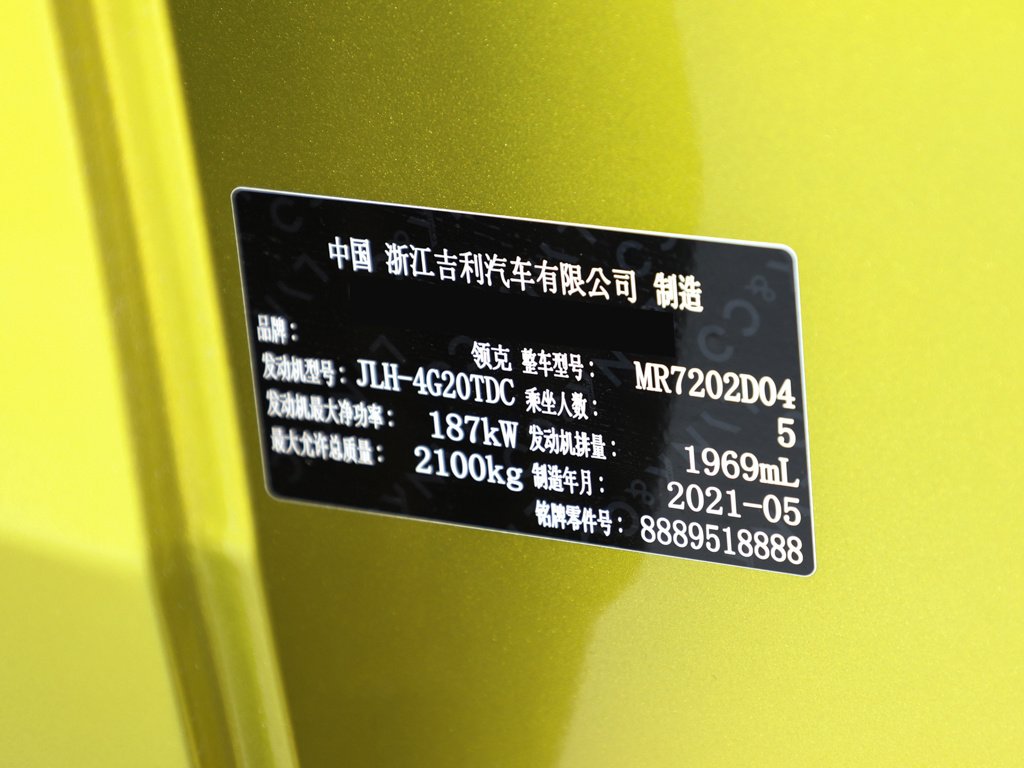 中国 浙江吉利汽车有限公司 制造
品牌： 领克 整车型号： MR7202D04
发动机型号：JLH-4G20TDC 乘坐人数： 5
发动机最大净功率： 187kW 发动机排量： 1969mL
最大允许总质量： 2100kg 制造年月： 2021-05
铭牌零件号： 8889518888